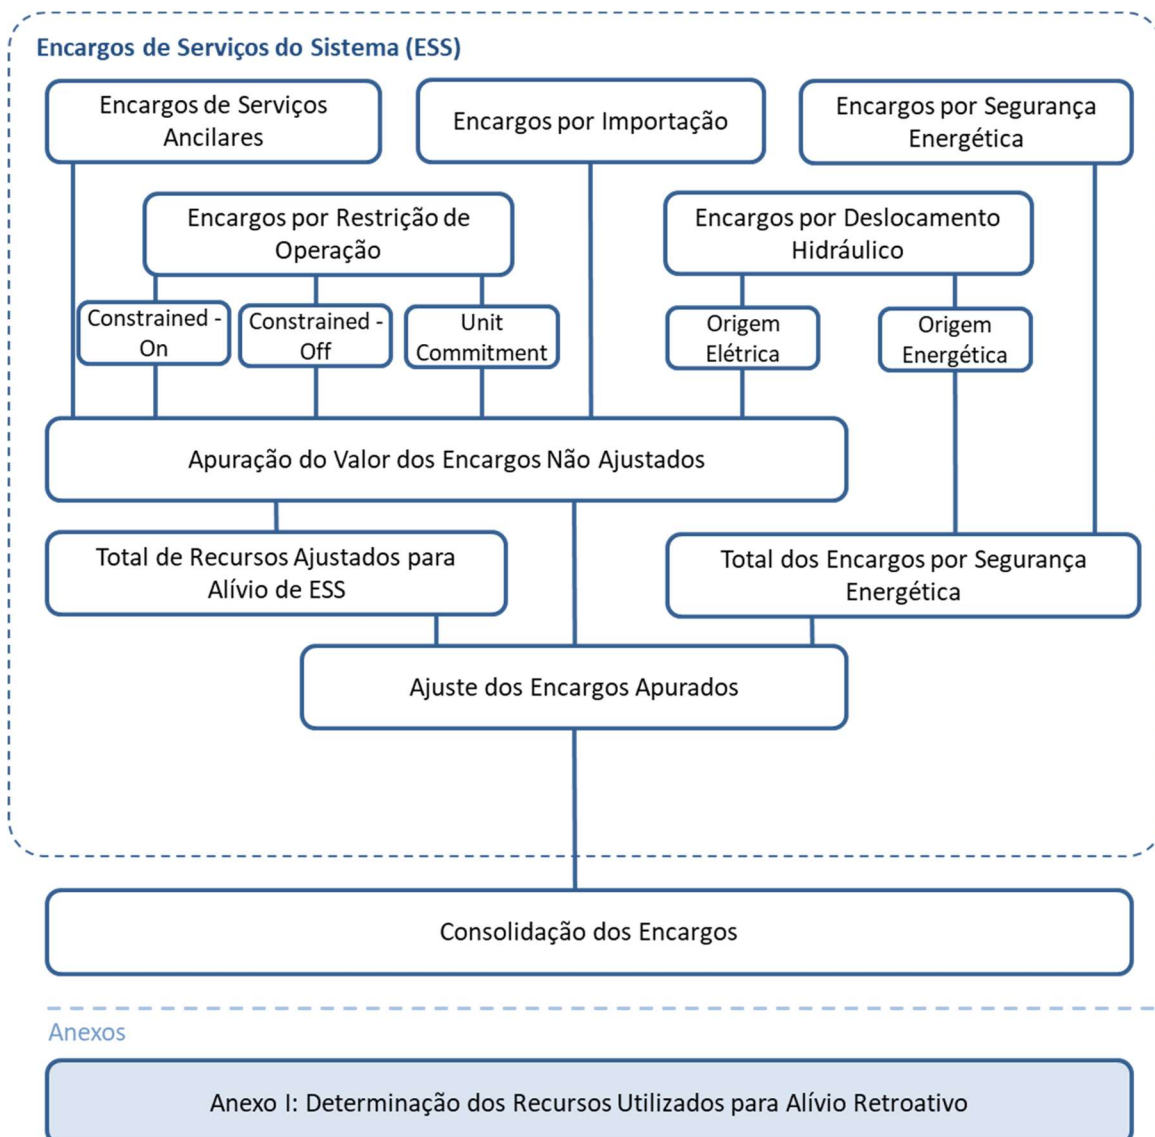 Encargos de Serviços do Sistema (ESS)
Encargos de Serviços
Ancilares
Encargos por Importação
Encargos por Segurança
Energética
Encargos por Restrição de
Operação
Encargos por Deslocamento
Hidráulico
Constrained -
On
Constrained -
Off
Unit
Commitment
Origem
Elétrica
Origem
Energética
Apuração do Valor dos Encargos Não Ajustados
Total de Recursos Ajustados para
Alívio de ESS
Total dos Encargos por Segurança
Energética
Ajuste dos Encargos Apurados
Consolidação dos Encargos
Anexos
Anexo I: Determinação dos Recursos Utilizados para Alívio Retroativo